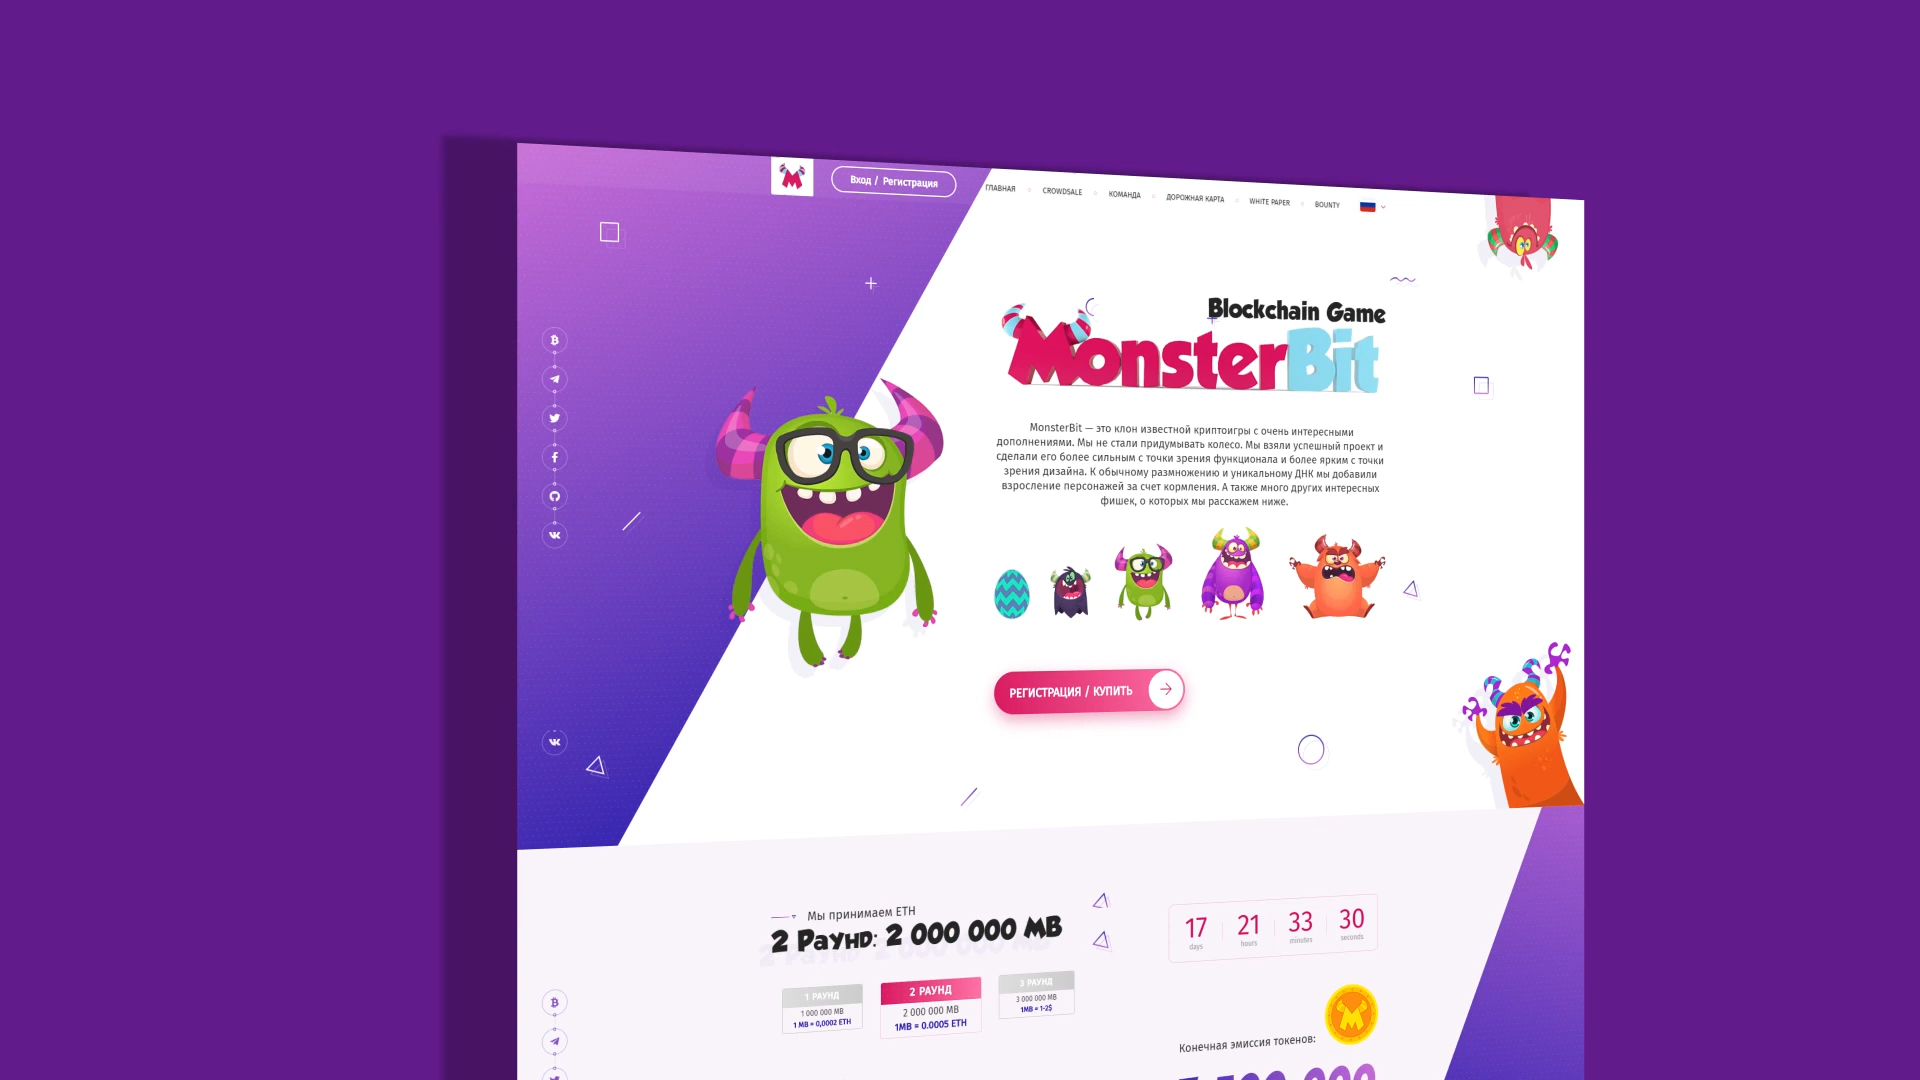 Вход / Регистрация
ГЛАВНАЯ
CROWDSALE
КОМАНДА
ДОРОЖНАЯ КАРТА
WHITE PAPER
BOUNTY
Blockchain Game
MonsterBit
MonsterBit — это клон известной криптоигры с очень интересными
дополнениями. Мы не стали придумывать колесо. Мы взяли успешный проект и
сделали его более сильным с точки зрения функционала и более ярким с точки
зрения дизайна. К обычному размножению и уникальному ДНК мы добавили
взросление персонажей за счет кормления. А также много других интересных
фишек, о которых мы расскажем ниже.
РЕГИСТРАЦИЯ / КУПИТЬ
Мы принимаем ETH
2 Раунд: 2 000 000 MB
17 21 33 30
days hours minutes seconds
1 РАУНД
1 000 000 MB
1 MB = 0,0002 ETH
2 РАУНД
2 000 000 MB
1MB = 0.0005 ETH
3 РАУНД
3 000 000 MB
1MB = 1-2$
Конечная эмиссия токенов: